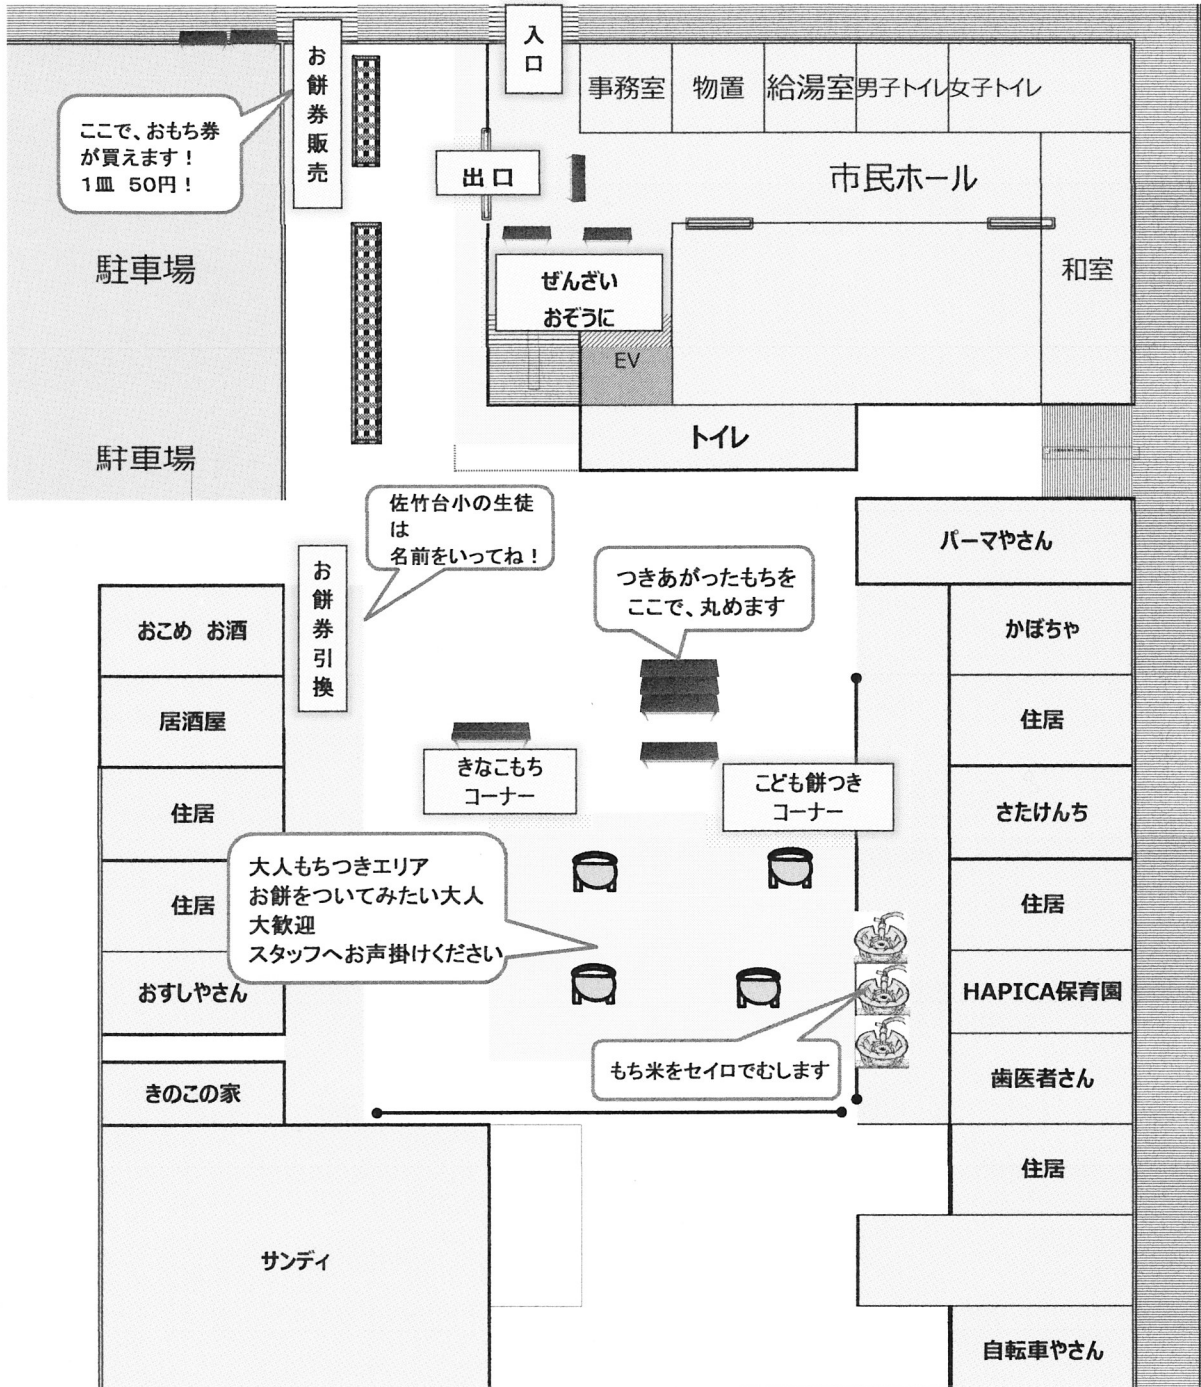 入
口
お
餅
券
販
売
ここで、おもち券
が買えます！
1皿 50円！
事務室
物置
給湯室
男子トイレ
女子トイレ
出口
市民ホール
和室
ぜんざい
おぞうに
EV
駐車場
トイレ
駐車場
佐竹台小の生徒
は
名前をいってね！
パーマやさん
お
餅
券
引
換
つきあがったもちを
ここで、丸めます
おこめ お酒
かぼちゃ
居酒屋
住居
きなこもち
コーナー
こども餅つき
コーナー
住居
さたけんち
大人もちつきエリア
お餅をついてみたい大人
大歓迎
スタッフへお声掛けください
住居
住居
おすしやさん
HAPICA保育園
もち米をセイロでむします
きのこの家
歯医者さん
住居
サンディ
自転車やさん